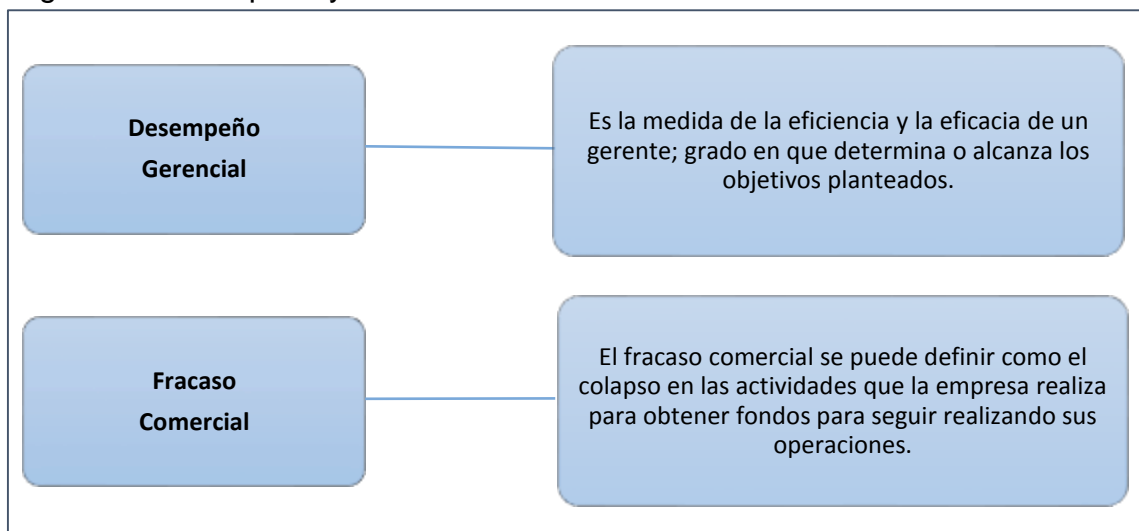 Desempeño
Gerencial
Es la medida de la eficiencia y la eficacia de un
gerente; grado en que determina o alcanza los
objetivos planteados.
Fracaso
Comercial
El fracaso comercial se puede definir como el
colapso en las actividades que la empresa realiza
para obtener fondos para seguir realizando sus
operaciones.